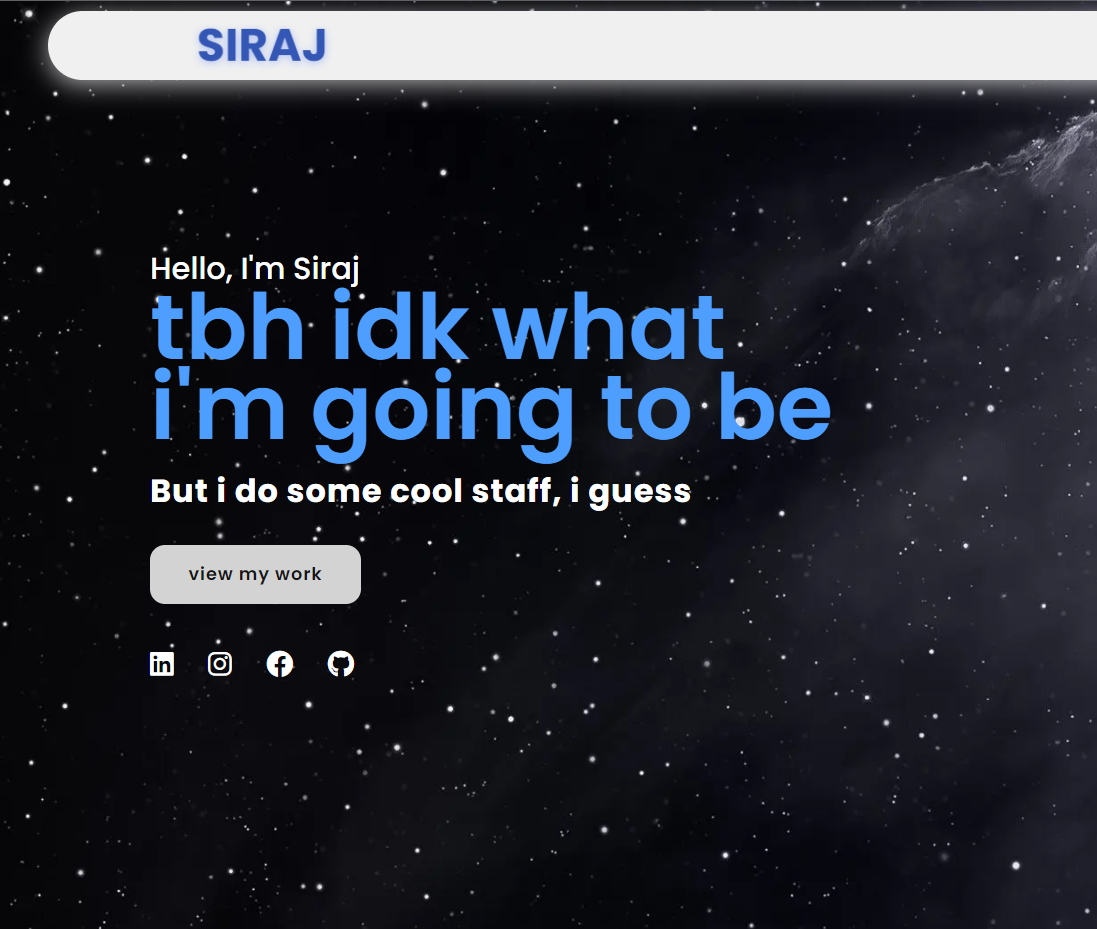 SIRAJ
Hello, I'm Siraj
tbh idk what
i'm going to be
But i do some cool staff, i guess
view my work